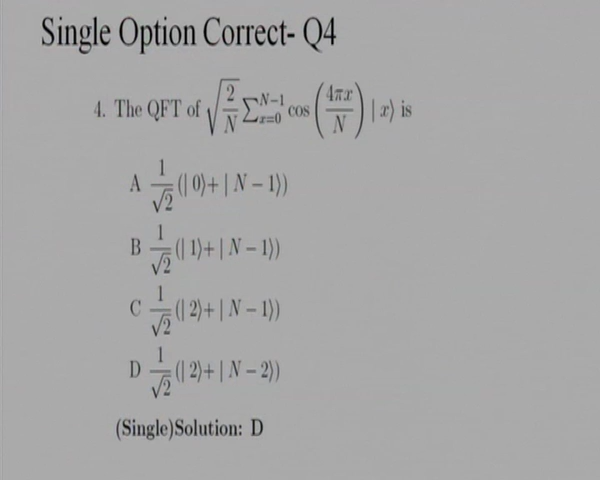 Single Option Correct- Q4
4. The QFT of √(2/N) ∑_{x=0}^{N−1} cos(4πx/N) | x⟩ is
A 1/√2 (| 0⟩+ | N − 1⟩)
B 1/√2 (| 1⟩+ | N − 1⟩)
C 1/√2 (| 2⟩+ | N − 1⟩)
D 1/√2 (| 2⟩+ | N − 2⟩)
(Single)Solution: D